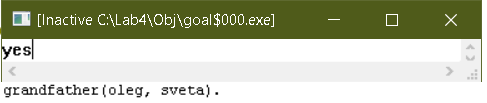 [Inactive C:\Lab4\Obj\goal$000.exe]
yes
grandfather(oleg, sveta).